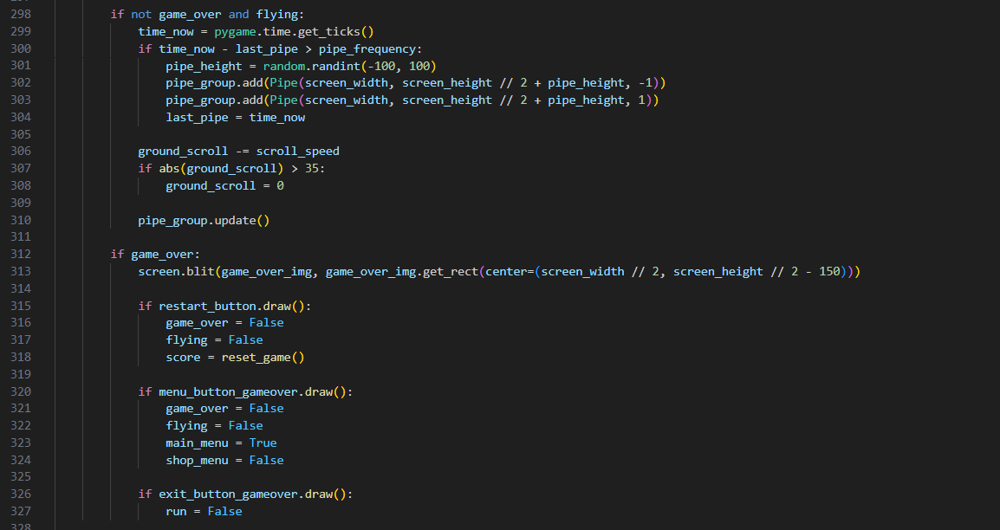 298 if not game_over and flying:
299 time_now = pygame.time.get_ticks()
300 if time_now - last_pipe > pipe_frequency:
301 pipe_height = random.randint(-100, 100)
302 pipe_group.add(Pipe(screen_width, screen_height // 2 + pipe_height, -1))
303 pipe_group.add(Pipe(screen_width, screen_height // 2 + pipe_height, 1))
304 last_pipe = time_now
305
306 ground_scroll -= scroll_speed
307 if abs(ground_scroll) > 35:
308 ground_scroll = 0
309
310 pipe_group.update()
311
312 if game_over:
313 screen.blit(game_over_img, game_over_img.get_rect(center=(screen_width // 2, screen_height // 2 - 150)))
314
315 if restart_button.draw():
316 game_over = False
317 flying = False
318 score = reset_game()
319
320 if menu_button_gameover.draw():
321 game_over = False
322 flying = False
323 main_menu = True
324 shop_menu = False
325
326 if exit_button_gameover.draw():
327 run = False
328